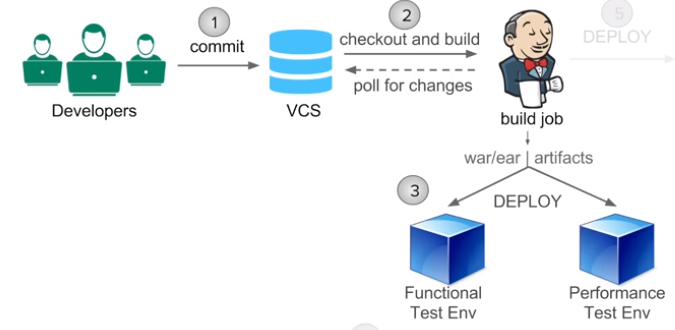 1
commit
Developers
VCS
2
checkout and build
poll for changes
build job
5
DEPLOY
war/ear | artifacts
3
DEPLOY
Functional
Test Env
Performance
Test Env